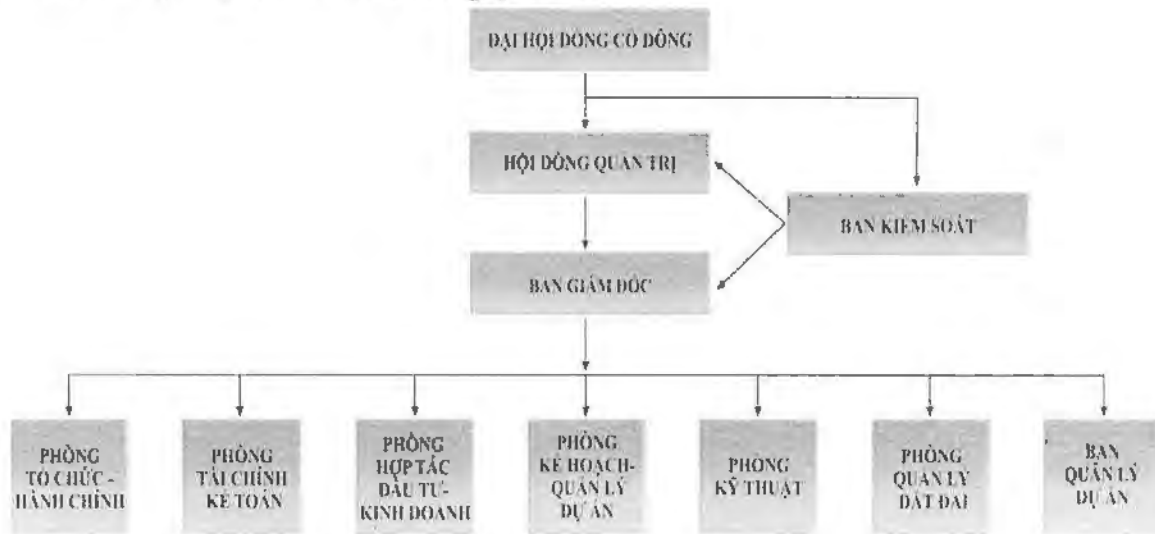 ĐẠI HỘI ĐỒNG CỔ ĐÔNG
HỘI ĐỒNG QUẢN TRỊ
BAN KIỂM SOÁT
BAN GIÁM ĐỐC
PHÒNG
TỔ CHỨC -
HÀNH CHÍNH
PHÒNG
TÀI CHÍNH
KẾ TOÁN
PHÒNG
HỢP TÁC
ĐẦU TƯ-
KINH DOANH
PHÒNG
KẾ HOẠCH-
QUẢN LÝ
DỰ ÁN
PHÒNG
KỸ THUẬT
PHÒNG
QUẢN LÝ
ĐẤT ĐAI
BAN
QUẢN LÝ
DỰ ÁN